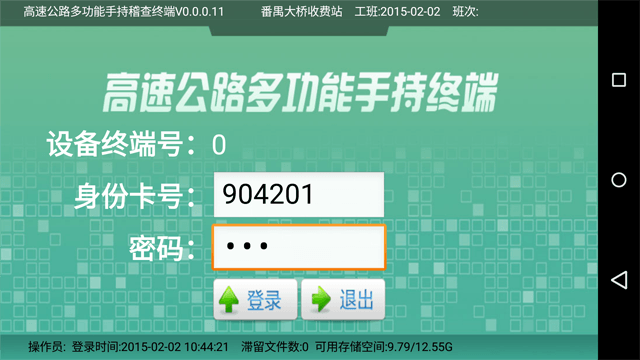 高速公路多功能手持稽查终端V0.0.0.11 番禺大桥收费站 工班:2015-02-02 班次:
高速公路多功能手持终端
设备终端号：0
身份卡号：904201
密码：•••
登录 退出
操作员: 登录时间:2015-02-02 10:44:21 滞留文件数:0 可用存储空间:9.79/12.55G